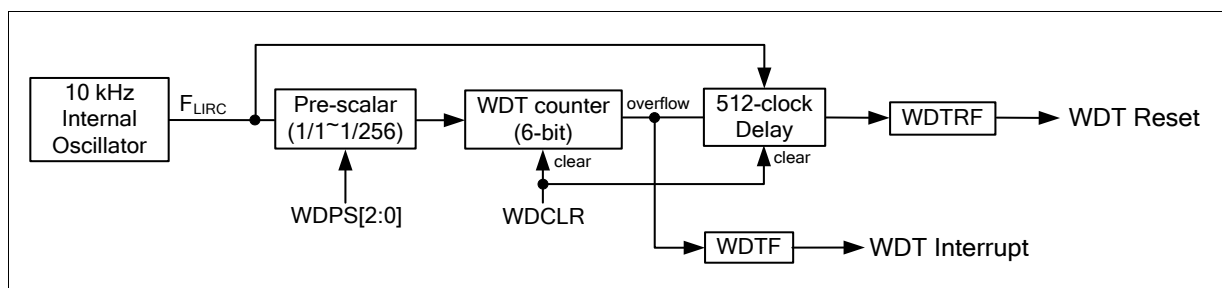 10 kHz
Internal
Oscillator
FLIRC
Pre-scalar
(1/1~1/256)
WDT counter
(6-bit)
overflow
512-clock
Delay
WDTRF
WDT Reset
clear
clear
WDPS[2:0]
WDCLR
WDTF
WDT Interrupt